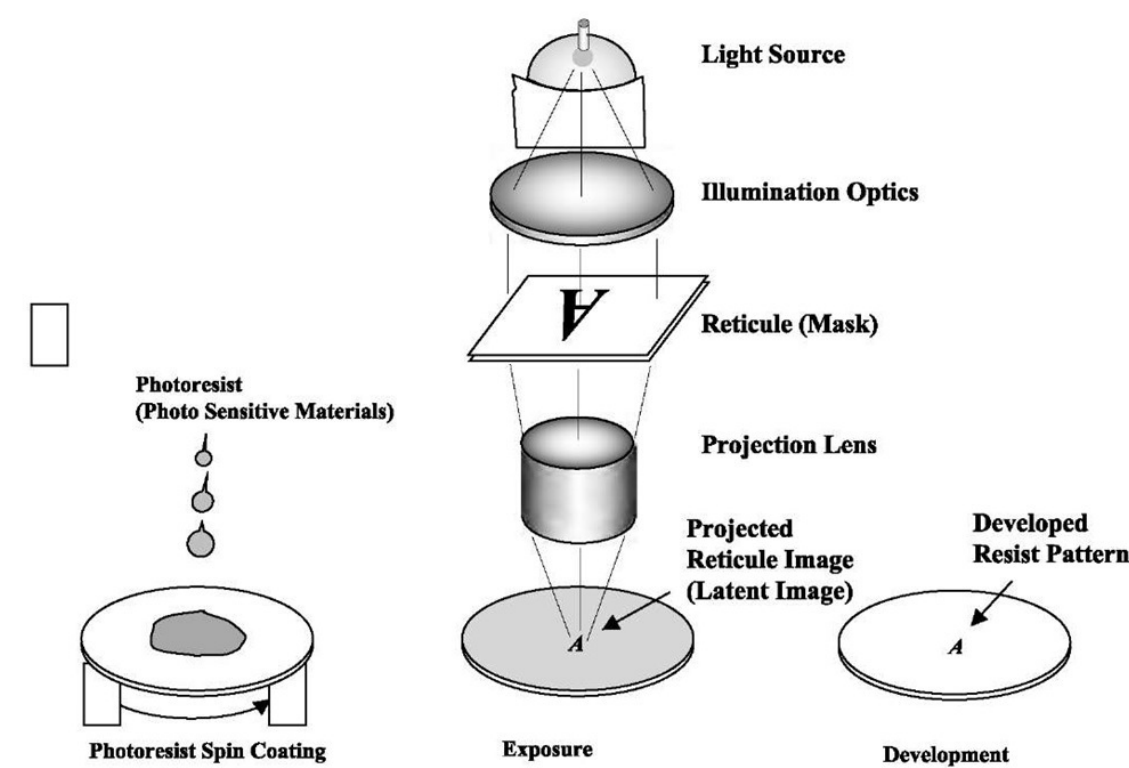 Light Source
Illumination Optics
A
Reticule (Mask)
Photoresist
(Photo Sensitive Materials)
Projection Lens
Projected
Reticule Image
(Latent Image)
Developed
Resist Pattern
A
A
Photoresist Spin Coating
Exposure
Development